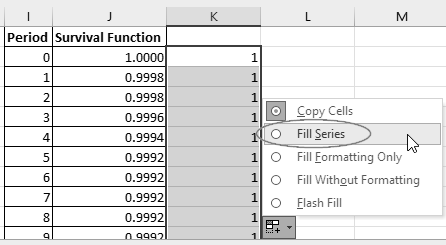 I J K L M
Period Survival Function
0 1.0000 1
1 0.9998 1
2 0.9998 1
3 0.9996 1
4 0.9994 1
5 0.9992 1
6 0.9992 1
7 0.9992 1
8 0.9992 1
9 0.9992 1
Copy Cells
Fill Series
Fill Formatting Only
Fill Without Formatting
Flash Fill